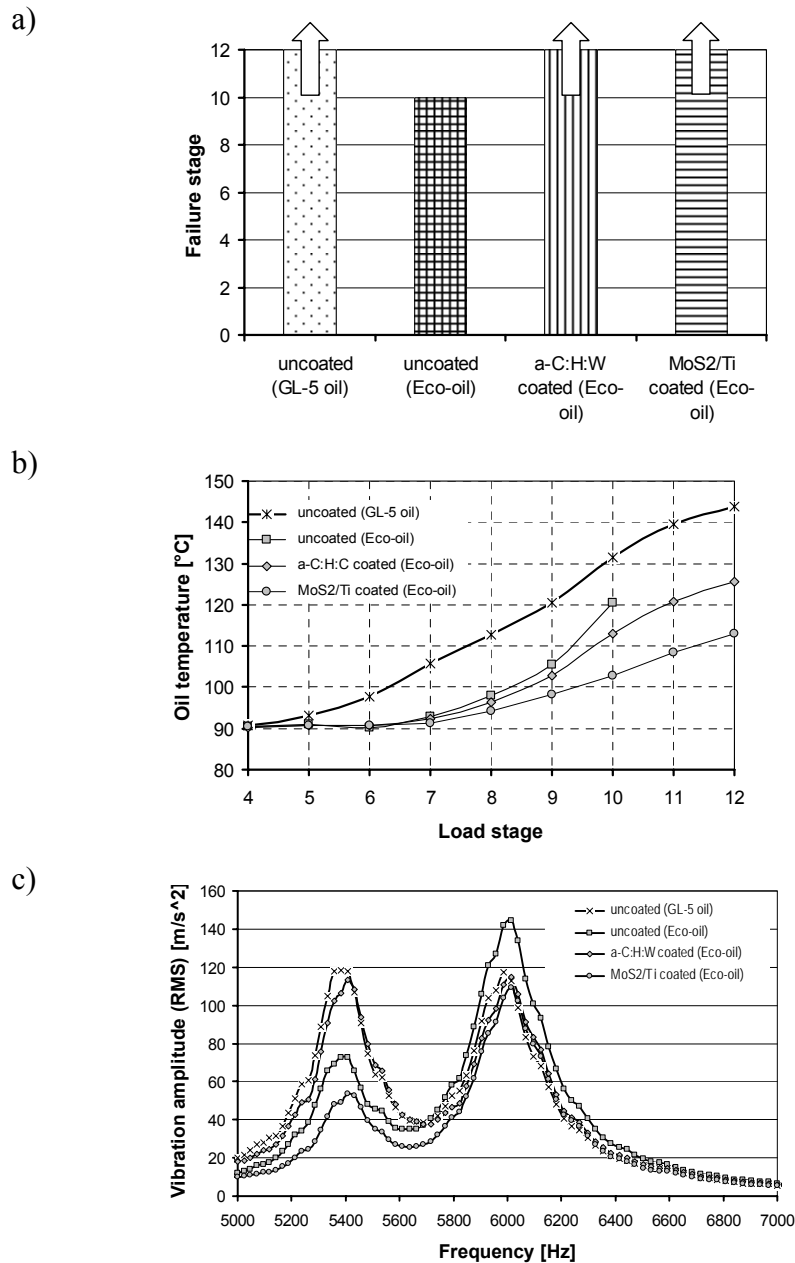 a)
12
10
8
6
4
2
0
Failure stage
uncoated
(GL-5 oil)
uncoated
(Eco-oil)
a-C:H:W
coated (Eco-
oil)
MoS2/Ti
coated (Eco-
oil)
b)
150
140
130
120
110
100
90
80
Oil temperature [°C]
uncoated (GL-5 oil)
uncoated (Eco-oil)
a-C:H:C coated (Eco-oil)
MoS2/Ti coated (Eco-oil)
4 5 6 7 8 9 10 11 12
Load stage
c)
160
140
120
100
80
60
40
20
0
Vibration amplitude (RMS) [m/s^2]
uncoated (GL-5 oil)
uncoated (Eco-oil)
a-C:H:W coated (Eco-oil)
MoS2/Ti coated (Eco-oil)
5000 5200 5400 5600 5800 6000 6200 6400 6600 6800 7000
Frequency [Hz]